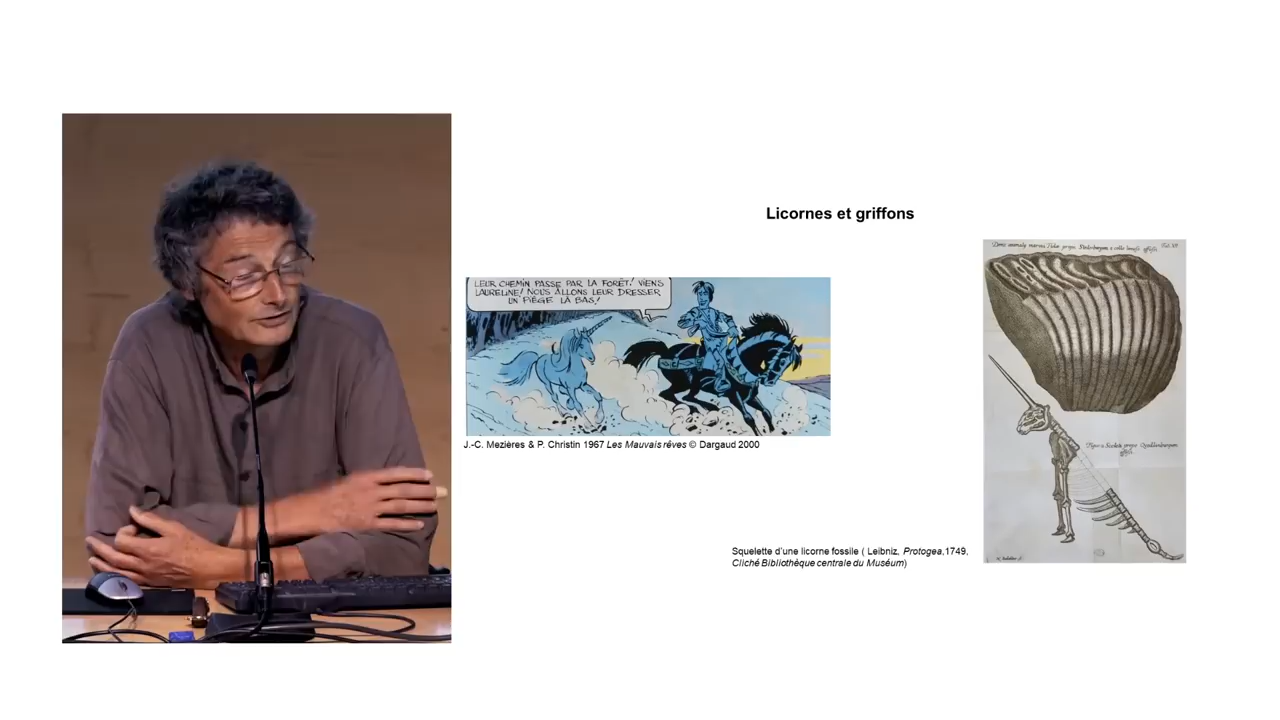 Licornes et griffons
LEUR CHEMIN PASSE PAR LA FORÊT! VIENS
LAURELINE! NOUS ALLONS LEUR DRESSER
UN PIÈGE LÀ BAS!
J.-C. Mezières & P. Christin 1967 Les Mauvais rêves © Dargaud 2000
Squelette d'une licorne fossile ( Leibniz, Protogea,1749,
Cliché Bibliothèque centrale du Muséum)